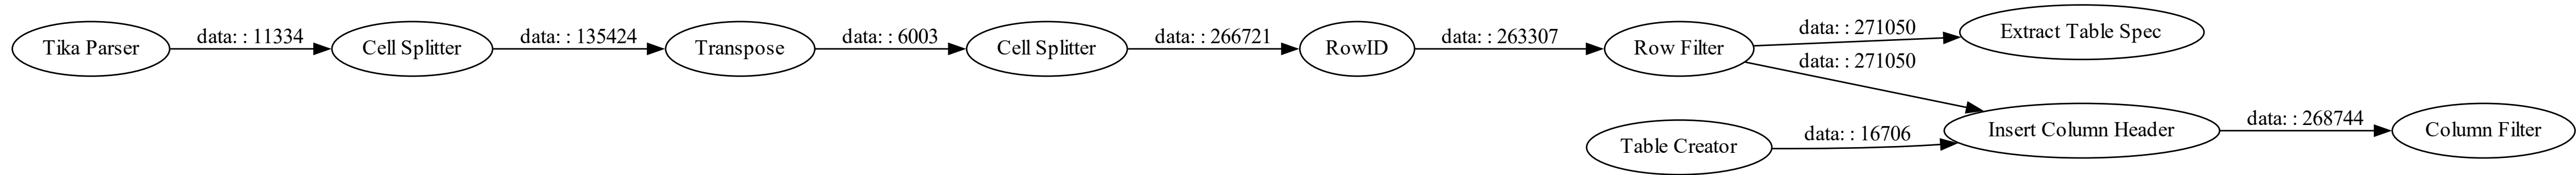 Tika Parser
data: : 11334
Cell Splitter
data: : 135424
Transpose
data: : 6003
Cell Splitter
data: : 266721
RowID
data: : 263307
Row Filter
data: : 271050
Extract Table Spec
data: : 271050
Table Creator
data: : 16706
Insert Column Header
data: : 268744
Column Filter